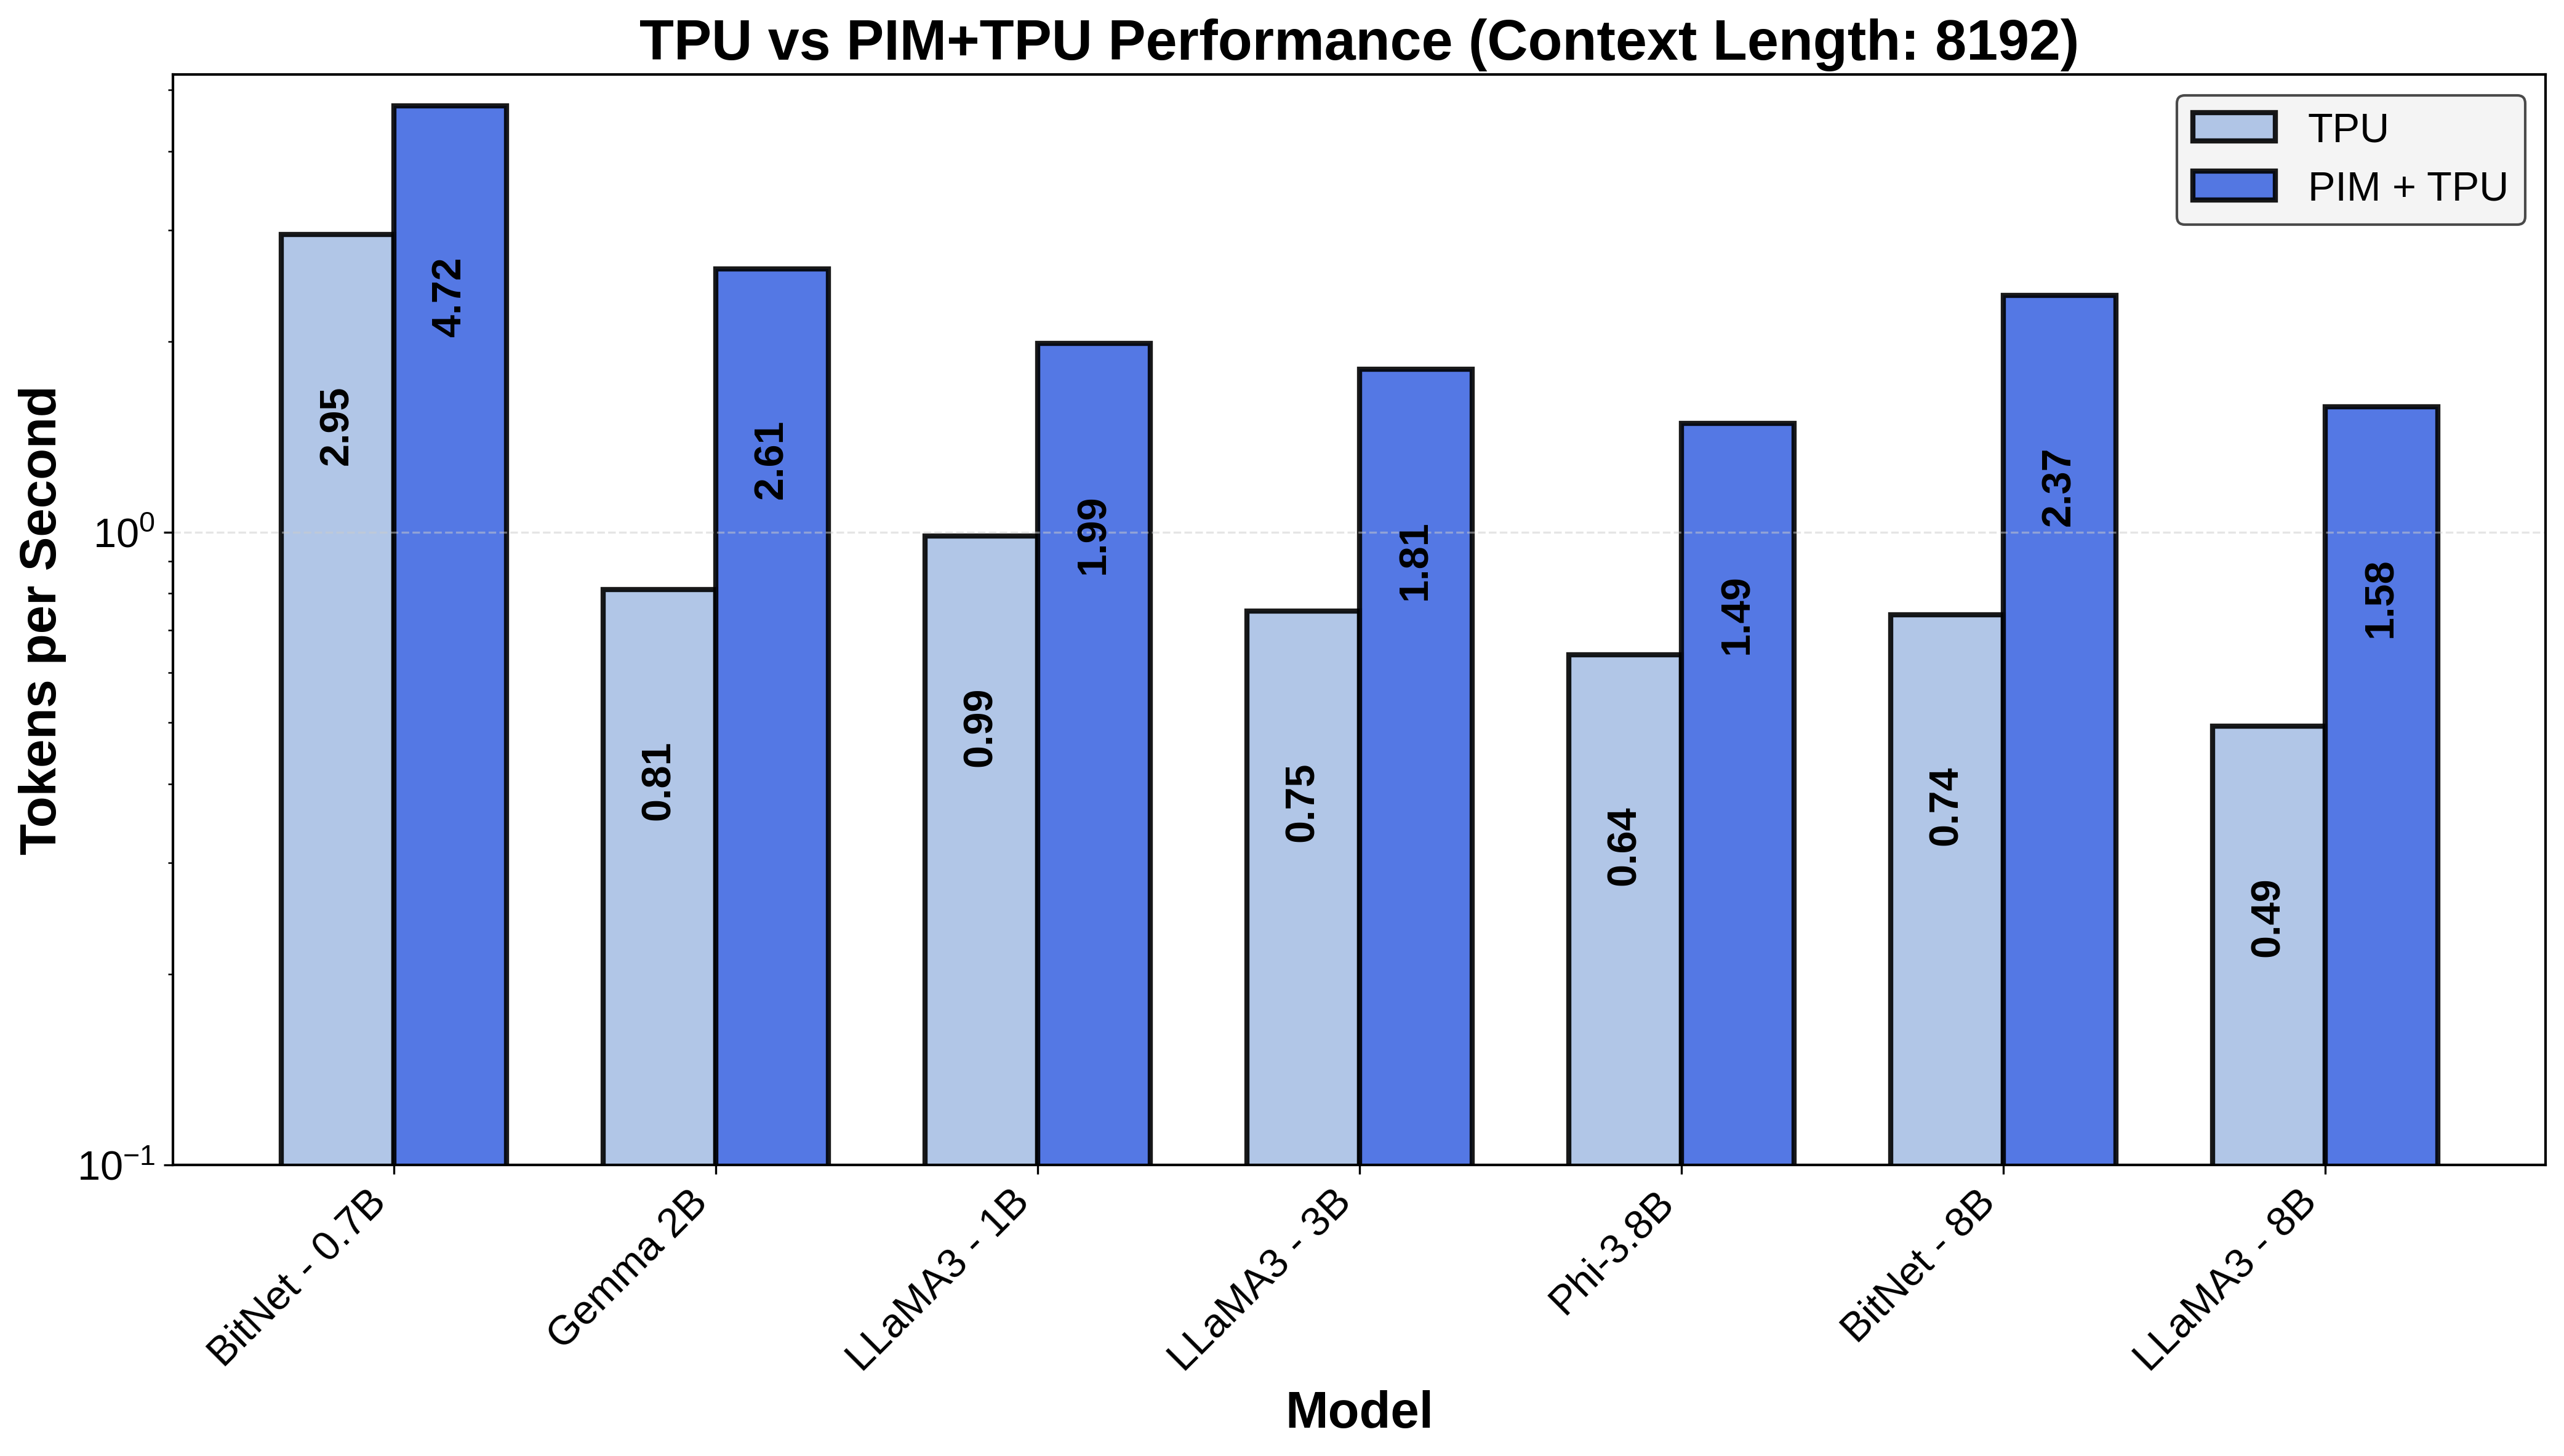 TPU vs PIM+TPU Performance (Context Length: 8192)
TPU
PIM + TPU
Tokens per Second
10⁰
10⁻¹
2.95
4.72
0.81
2.61
0.99
1.99
0.75
1.81
0.64
1.49
0.74
2.37
0.49
1.58
BitNet - 0.7B
Gemma 2B
LLaMA3 - 1B
LLaMA3 - 3B
Phi-3.8B
BitNet - 8B
LLaMA3 - 8B
Model